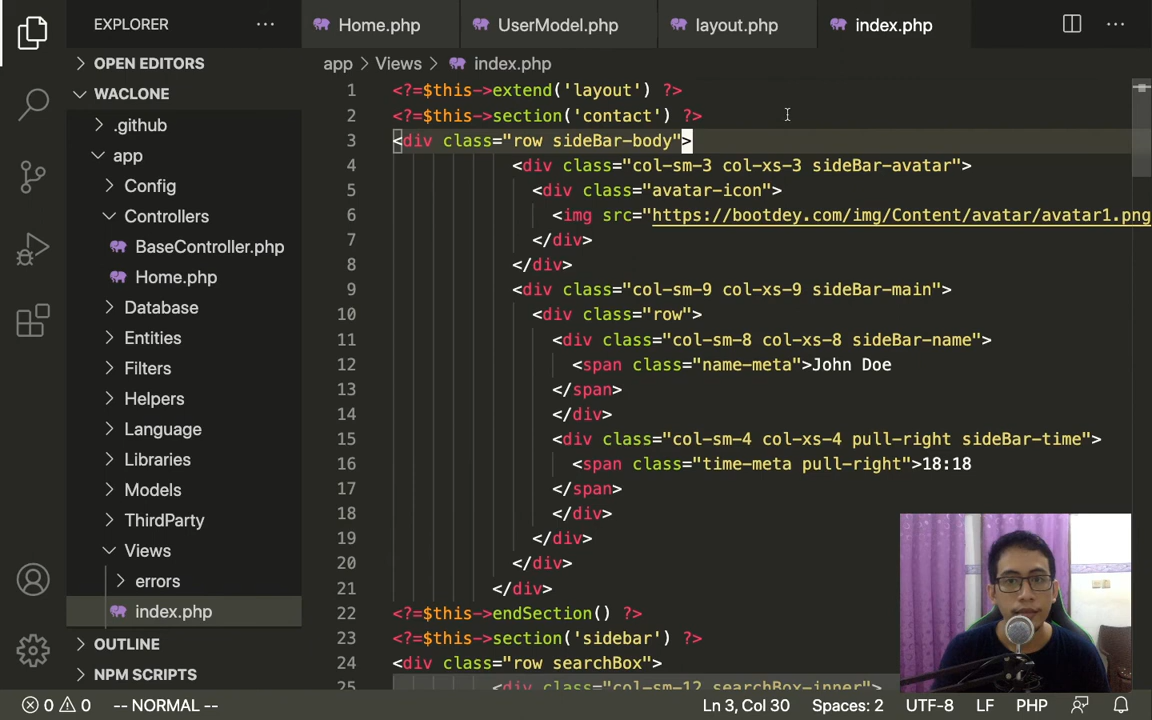 EXPLORER
Home.php
UserModel.php
layout.php
index.php
OPEN EDITORS
app > Views > index.php
WACLONE
.github
app
Config
Controllers
BaseController.php
Home.php
Database
Entities
Filters
Helpers
Language
Libraries
Models
ThirdParty
Views
errors
index.php
OUTLINE
NPM SCRIPTS
1 <?=$this->extend('layout') ?>
2 <?=$this->section('contact') ?>
3 <div class="row sideBar-body">
4 <div class="col-sm-3 col-xs-3 sideBar-avatar">
5 <div class="avatar-icon">
6 <img src="https://bootdey.com/img/Content/avatar/avatar1.png
7 </div>
8 </div>
9 <div class="col-sm-9 col-xs-9 sideBar-main">
10 <div class="row">
11 <div class="col-sm-8 col-xs-8 sideBar-name">
12 <span class="name-meta">John Doe
13 </span>
14 </div>
15 <div class="col-sm-4 col-xs-4 pull-right sideBar-time">
16 <span class="time-meta pull-right">18:18
17 </span>
18 </div>
19 </div>
20 </div>
21 </div>
22 <?=$this->endSection() ?>
23 <?=$this->section('sidebar') ?>
24 <div class="row searchBox">
25 <div class="col-sm-12 searchBox-inner">
0 0 -- NORMAL -- Ln 3, Col 30 Spaces: 2 UTF-8 LF PHP